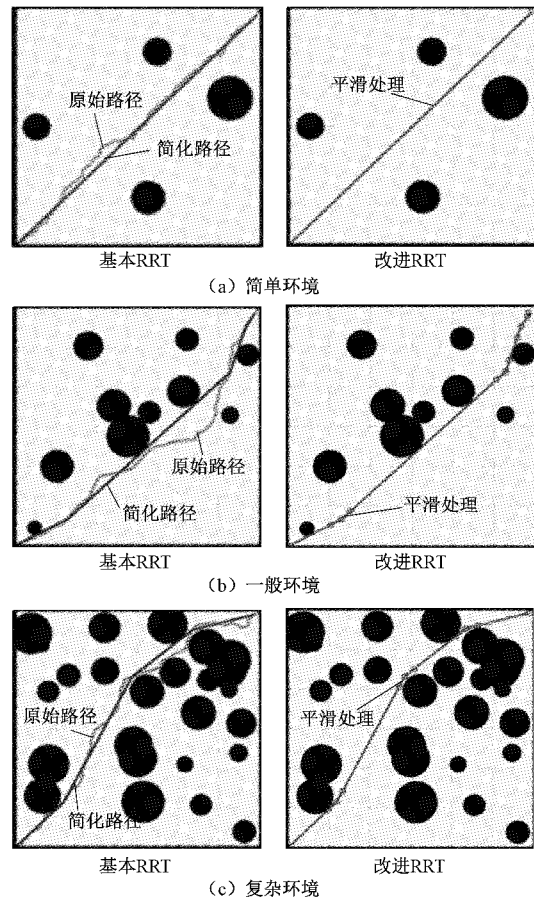 原始路径
简化路径
平滑处理
基本RRT
改进RRT
(a) 简单环境
原始路径
简化路径
平滑处理
基本RRT
改进RRT
(b) 一般环境
原始路径
简化路径
平滑处理
基本RRT
改进RRT
(c) 复杂环境